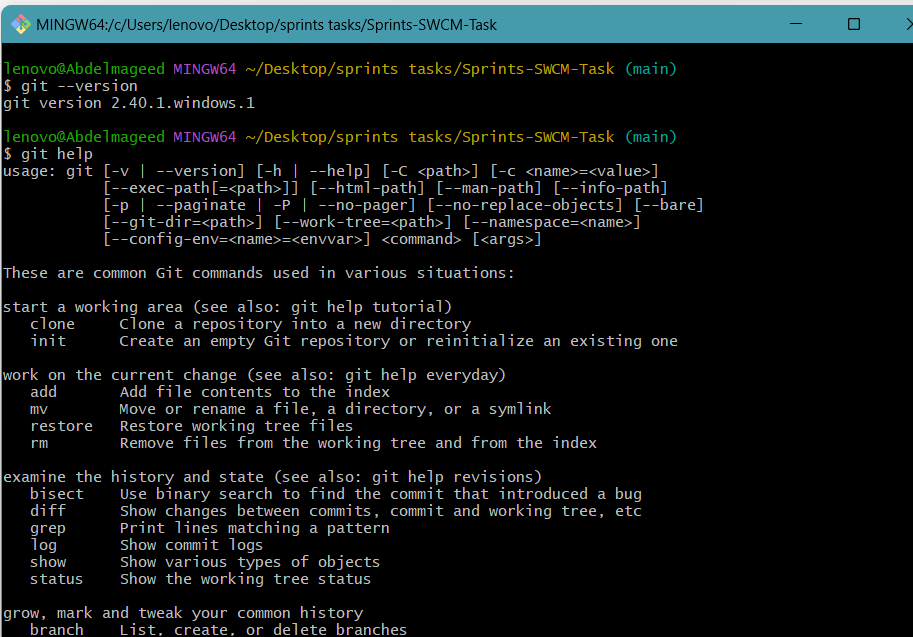 MINGW64:/c/Users/lenovo/Desktop/sprints tasks/Sprints-SWCM-Task
lenovo@Abdelmageed MINGW64 ~/Desktop/sprints tasks/Sprints-SWCM-Task (main)
$ git --version
git version 2.40.1.windows.1
lenovo@Abdelmageed MINGW64 ~/Desktop/sprints tasks/Sprints-SWCM-Task (main)
$ git help
usage: git [-v | --version] [-h | --help] [-C <path>] [-c <name>=<value>]
           [--exec-path[=<path>]] [--html-path] [--man-path] [--info-path]
           [-p | --paginate | -P | --no-pager] [--no-replace-objects] [--bare]
           [--git-dir=<path>] [--work-tree=<path>] [--namespace=<name>]
           [--config-env=<name>=<envvar>] <command> [<args>]
These are common Git commands used in various situations:
start a working area (see also: git help tutorial)
   clone     Clone a repository into a new directory
   init      Create an empty Git repository or reinitialize an existing one
work on the current change (see also: git help everyday)
   add       Add file contents to the index
   mv        Move or rename a file, a directory, or a symlink
   restore   Restore working tree files
   rm        Remove files from the working tree and from the index
examine the history and state (see also: git help revisions)
   bisect    Use binary search to find the commit that introduced a bug
   diff      Show changes between commits, commit and working tree, etc
   grep      Print lines matching a pattern
   log       Show commit logs
   show      Show various types of objects
   status    Show the working tree status
grow, mark and tweak your common history
   branch    List, create, or delete branches